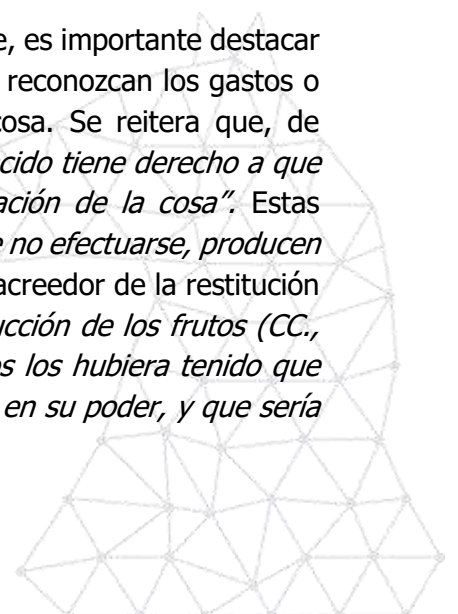 e, es importante destacar
reconozcan los gastos o
cosa. Se reitera que, de
cido tiene derecho a que
ación de la cosa”. Estas
e no efectuarse, producen
acreedor de la restitución
ucción de los frutos (CC.,
os los hubiera tenido que
en su poder, y que sería